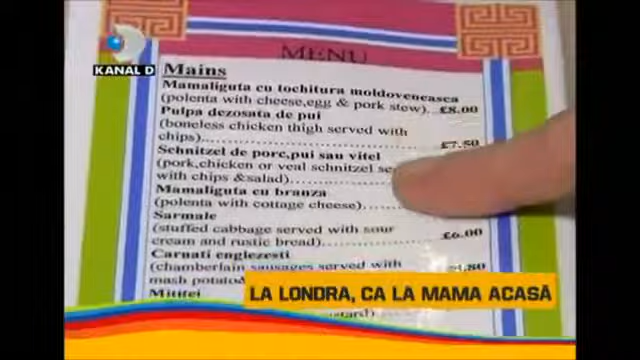 KANAL D
MENU
Mains
Mamaliguta cu tochitura moldoveneasca
(polenta with cheese,egg & pork stew). £8.00
Pulpa dezosata de pui
(boneless chicken thigh served with
chips)........................ £7.50
Schnitzel de porc,pui sau vitel
(pork,chicken or veal schnitzel
with chips &salad)
Mamaliguta cu branza
(polenta with cottage cheese)
Sarmale
(stuffed cabbage served with sour
cream and rustic bread)........................ £6.00
Carnati englezesti
(chamberlain sausages served with
mash
Mititei
LA LONDRA, CA LA MAMA ACASĂ